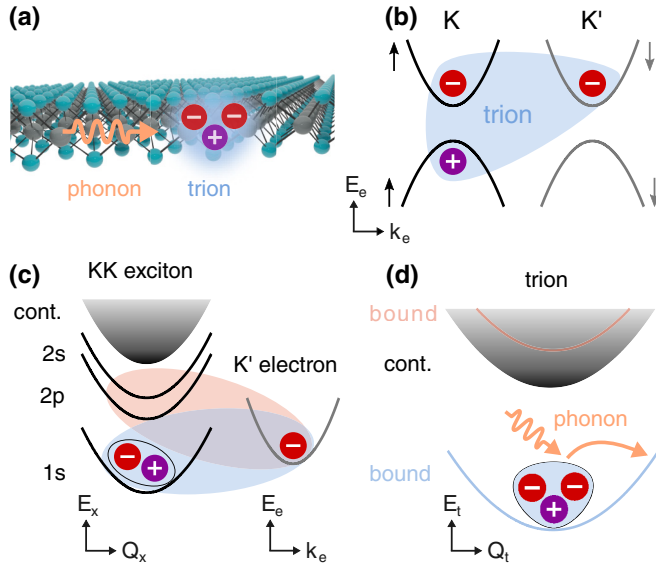 (a)
phonon
trion
(b)
K K'
trion
E_e
k_e
(c)
KK exciton
cont.
2s
2p
1s
K' electron
E_x
Q_x
E_e
k_e
(d)
trion
bound
cont.
phonon
bound
E_t
Q_t